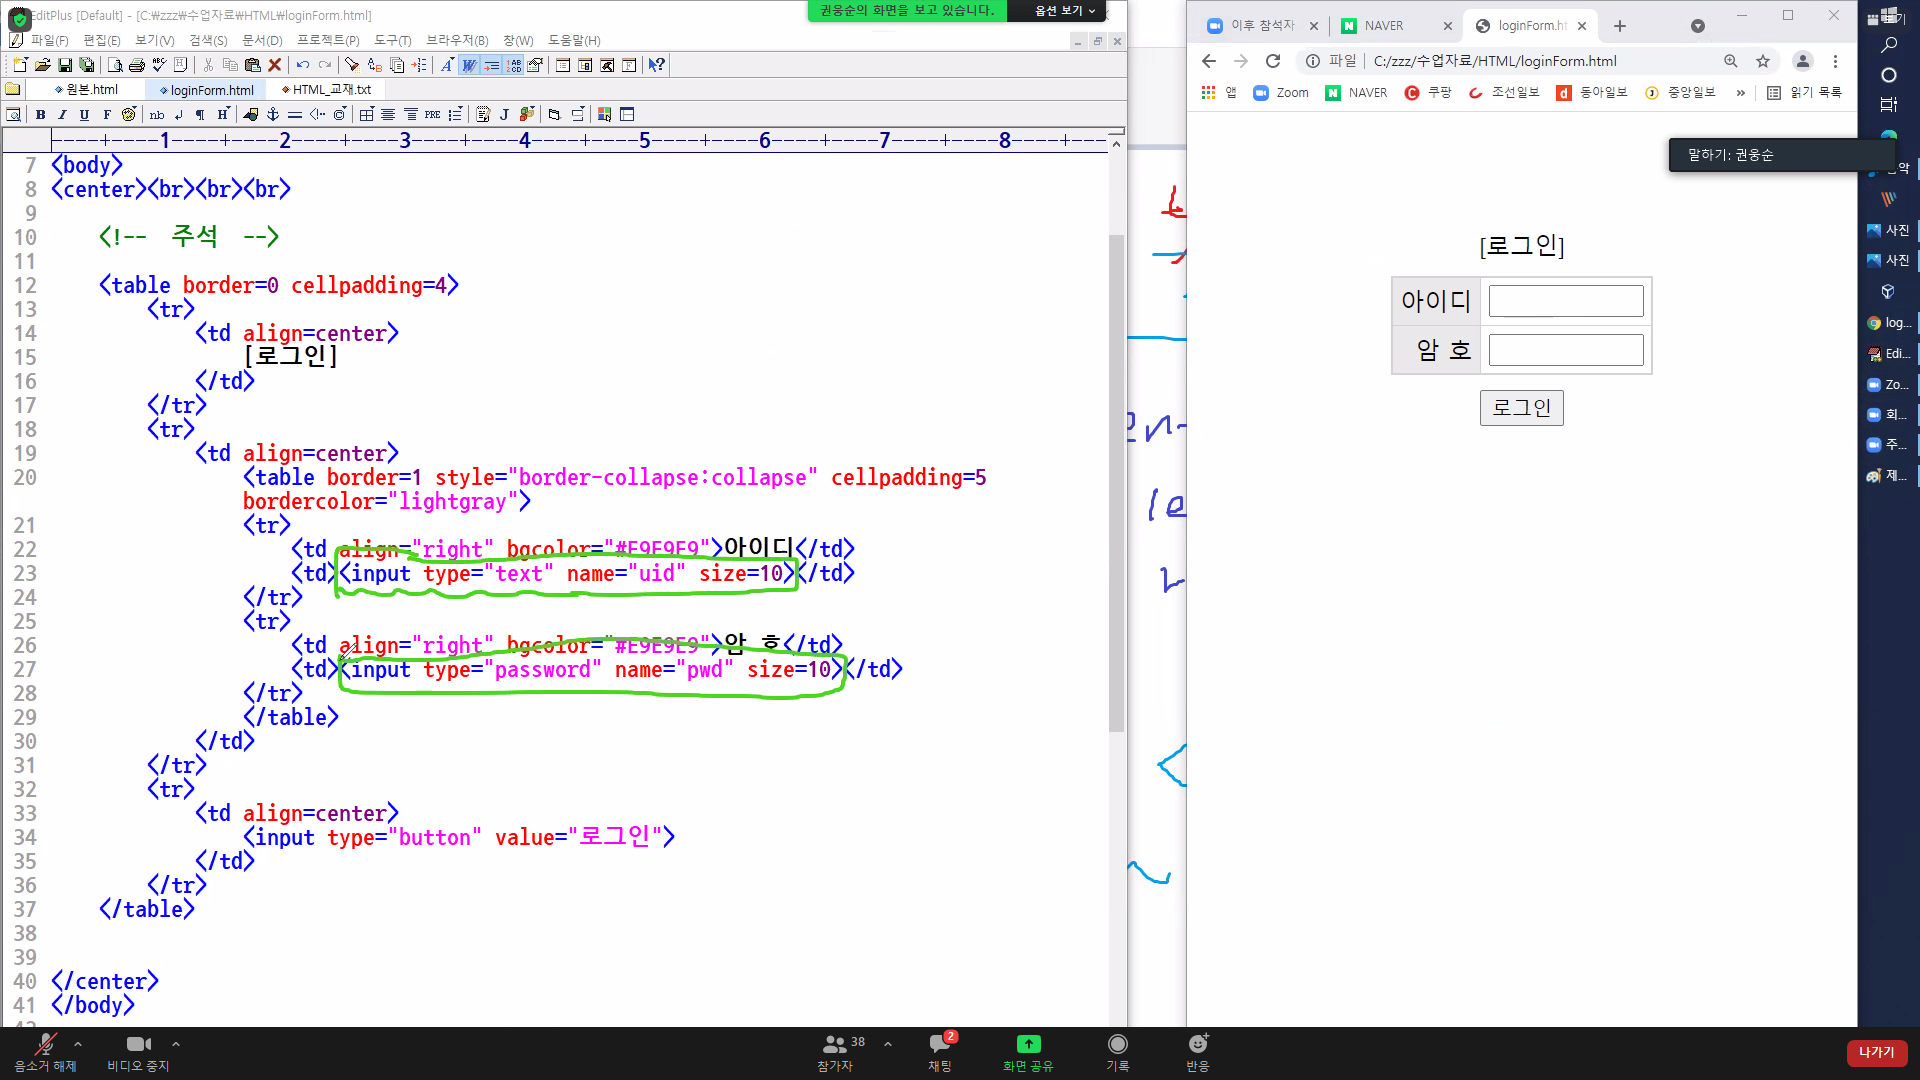 EditPlus [Default] - [C:\zzz\수업자료\HTML\loginForm.html]
권웅순의 화면을 보고 있습니다.
옵션 보기
파일(F) 편집(E) 보기(V) 검색(S) 문서(D) 프로젝트(P) 도구(T) 브라우저(B) 창(W) 도움말(H)
원본.html
loginForm.html
HTML_교재.txt
----+----1----+----2----+----3----+----4----+----5----+----6----+----7----+----8----+---
7 <body>
8 <center><br><br><br>
9
10 <!-- 주석 -->
11
12 <table border=0 cellpadding=4>
13 <tr>
14 <td align=center>
15 [로그인]
16 </td>
17 </tr>
18 <tr>
19 <td align=center>
20 <table border=1 style="border-collapse:collapse" cellpadding=5
bordercolor="lightgray">
21 <tr>
22 <td align="right" bgcolor="#E9E9E9">아이디</td>
23 <td><input type="text" name="uid" size=10></td>
24 </tr>
25 <tr>
26 <td align="right" bgcolor="#E9E9E9">암 호</td>
27 <td><input type="password" name="pwd" size=10></td>
28 </tr>
29 </table>
30 </td>
31 </tr>
32 <tr>
33 <td align=center>
34 <input type="button" value="로그인">
35 </td>
36 </tr>
37 </table>
38
39
40 </center>
41 </body>
이후 참석자
NAVER
loginForm.ht
파일 C:/zzz/수업자료/HTML/loginForm.html
앱 Zoom NAVER 쿠팡 조선일보 동아일보 중앙일보 » 읽기 목록
말하기: 권웅순
[로그인]
아이디
암 호
로그인
사진
사진
log...
Edi...
Zo...
회...
주...
제...
음소거 해제
비디오 중지
참가자 38
채팅 2
화면 공유
기록
반응
나가기